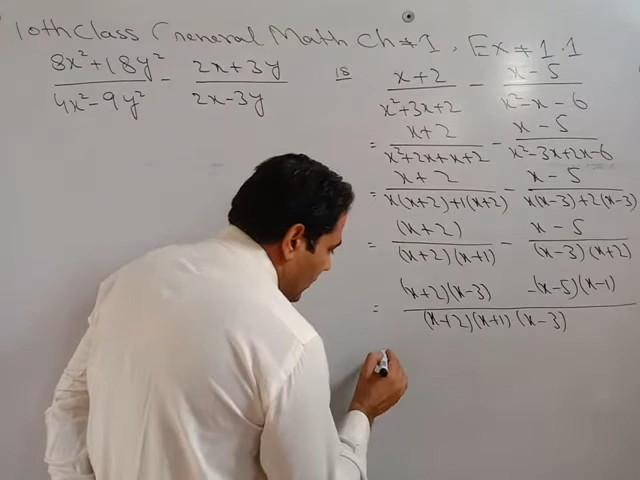 10th Class General Math Ch # 1, Ex # 1.1
8x²+18y²/4x²-9y² - 2x+3y/2x-3y
18 x+2/x²+3x+2 - x-5/x²-x-6
= x+2/x²+2x+x+2 - x-5/x²-3x+2x-6
= x+2/x(x+2)+1(x+2) - x-5/x(x-3)+2(x-3)
= (x+2)/(x+2)(x+1) - x-5/(x-3)(x+2)
= (x+2)(x-3) -(x-5)(x-1)/(x+2)(x+1)(x-3)